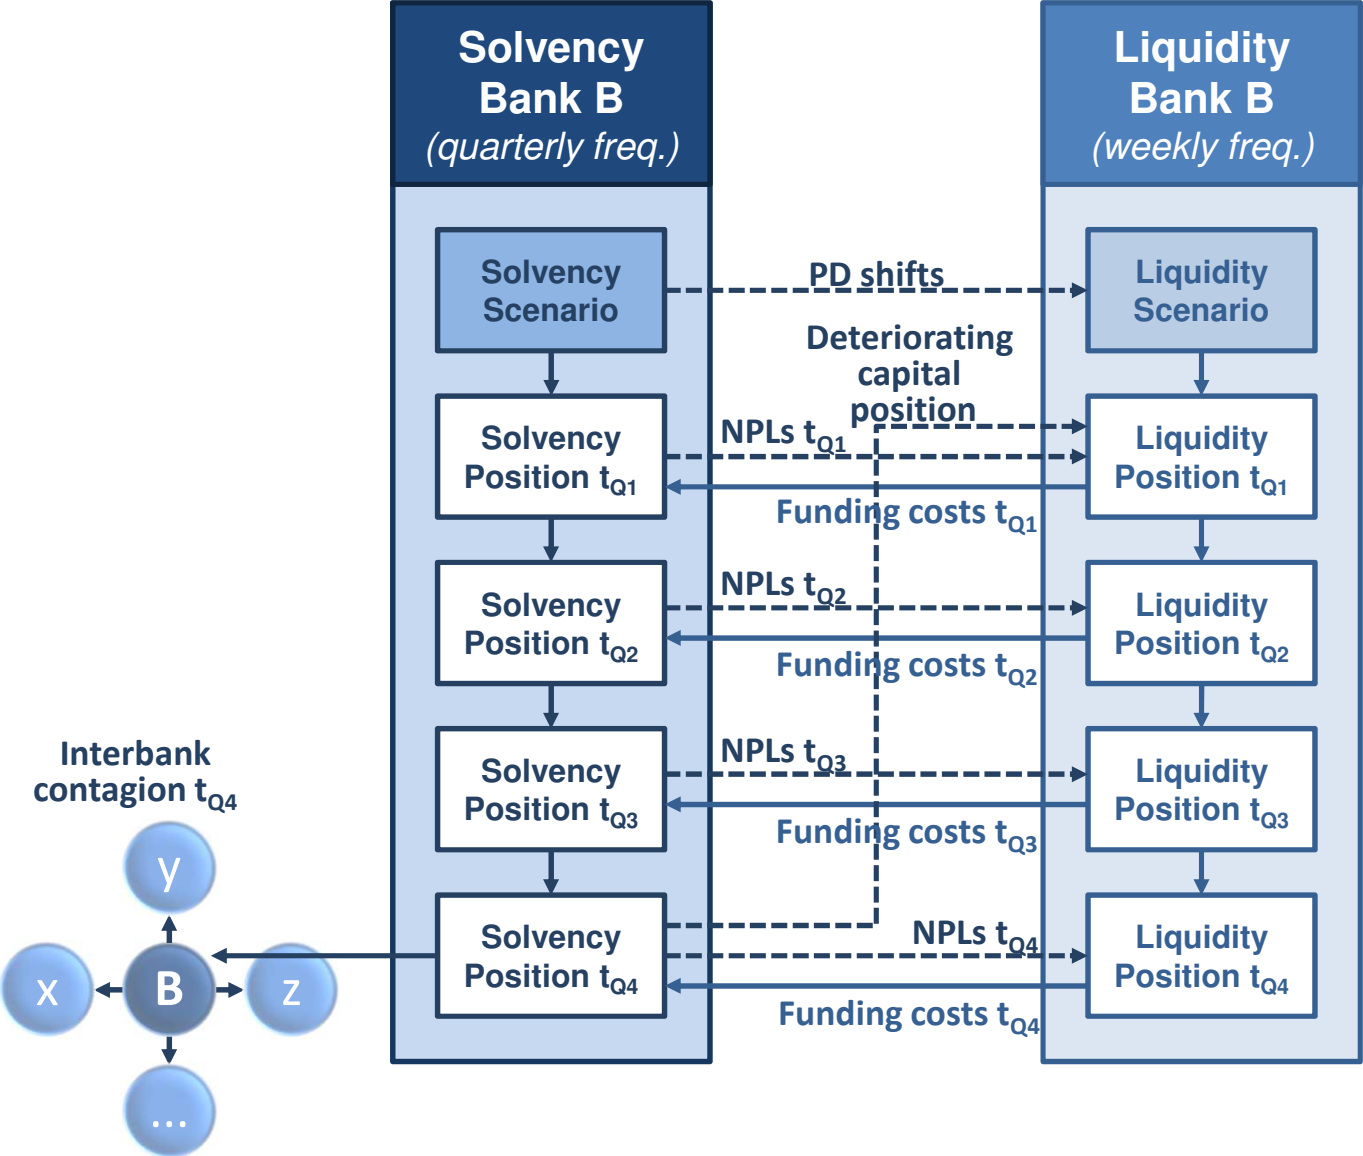 Solvency
Bank B
(quarterly freq.)
Liquidity
Bank B
(weekly freq.)
Solvency
Scenario
PD shifts
Liquidity
Scenario
Deteriorating
capital
position
Solvency
Position tQ1
NPLs tQ1
Funding costs tQ1
Liquidity
Position tQ1
Solvency
Position tQ2
NPLs tQ2
Funding costs tQ2
Liquidity
Position tQ2
Solvency
Position tQ3
NPLs tQ3
Funding costs tQ3
Liquidity
Position tQ3
Solvency
Position tQ4
NPLs tQ4
Funding costs tQ4
Liquidity
Position tQ4
Interbank
contagion tQ4
y
x
B
z
...